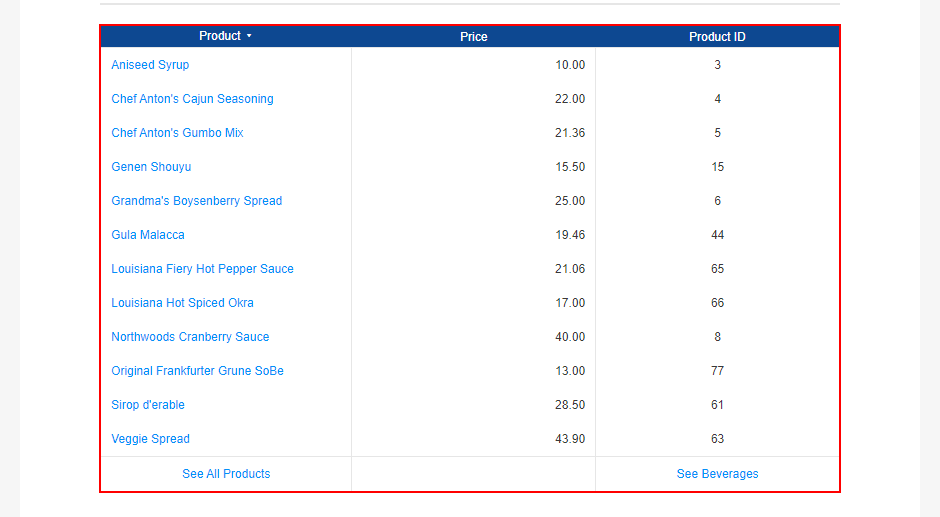 Product Price Product ID
Aniseed Syrup 10.00 3
Chef Anton's Cajun Seasoning 22.00 4
Chef Anton's Gumbo Mix 21.36 5
Genen Shouyu 15.50 15
Grandma's Boysenberry Spread 25.00 6
Gula Malacca 19.46 44
Louisiana Fiery Hot Pepper Sauce 21.06 65
Louisiana Hot Spiced Okra 17.00 66
Northwoods Cranberry Sauce 40.00 8
Original Frankfurter Grune SoBe 13.00 77
Sirop d'erable 28.50 61
Veggie Spread 43.90 63
See All Products See Beverages